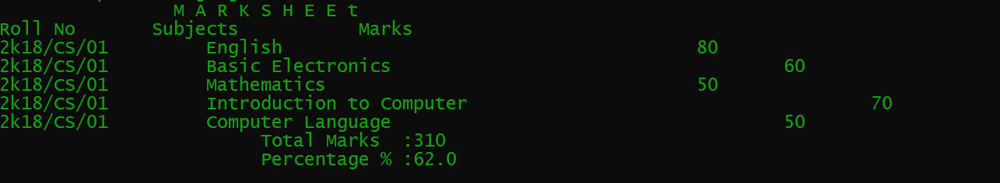 M A R K S H E E t
Roll No Subjects Marks
2k18/CS/01 English 80
2k18/CS/01 Basic Electronics 60
2k18/CS/01 Mathematics 50
2k18/CS/01 Introduction to Computer 70
2k18/CS/01 Computer Language 50
Total Marks :310
Percentage % :62.0